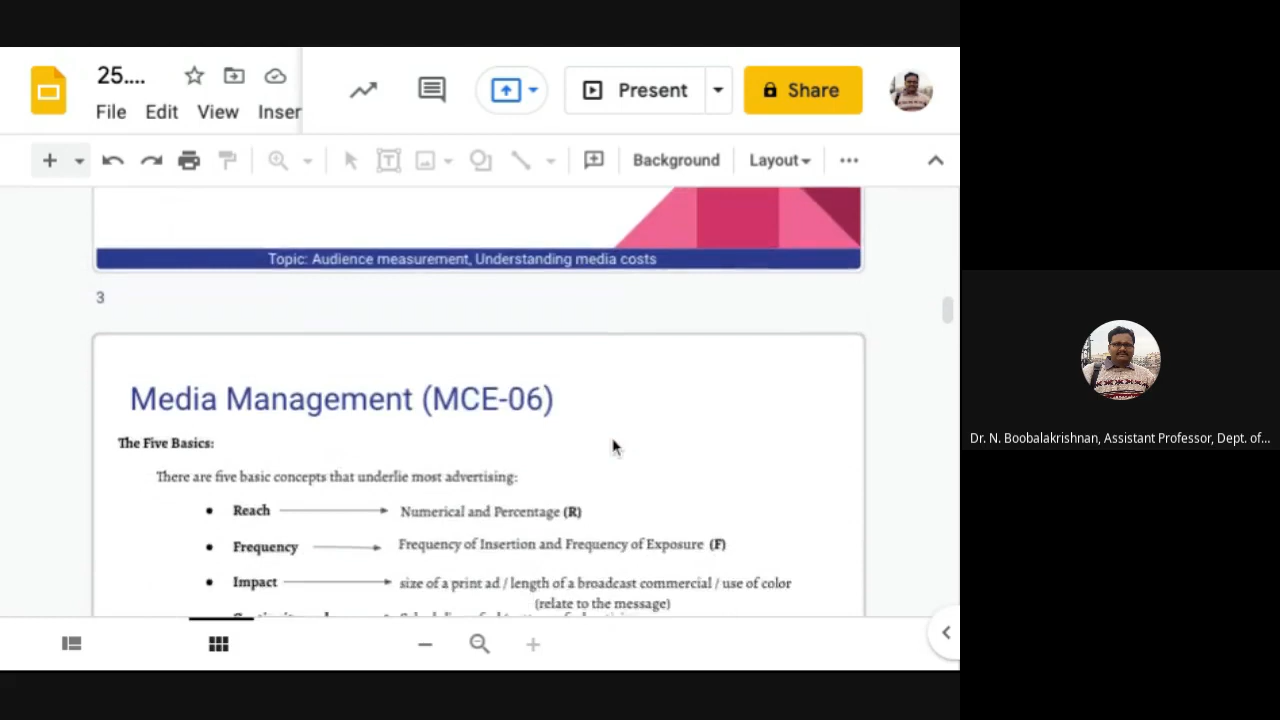 25....
File Edit View Inser
Present
Share
Background Layout
Topic: Audience measurement, Understanding media costs
3
Media Management (MCE-06)
The Five Basics:
There are five basic concepts that underlie most advertising:
• Reach Numerical and Percentage (R)
• Frequency Frequency of Insertion and Frequency of Exposure (F)
• Impact size of a print ad / length of a broadcast commercial / use of color
(relate to the message)
Dr. N. Boobalakrishnan, Assistant Professor, Dept. of...